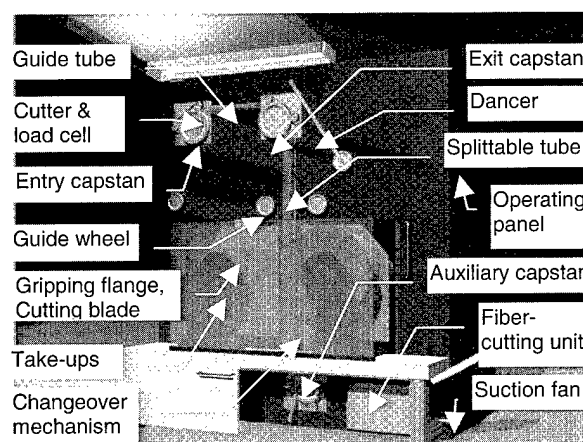 Guide tube
Cutter &
load cell
Entry capstan
Guide wheel
Gripping flange,
Cutting blade
Take-ups
Changeover
mechanism
Exit capstan
Dancer
Splittable tube
Operating
panel
Auxiliary capstan
Fiber-
cutting unit
Suction fan